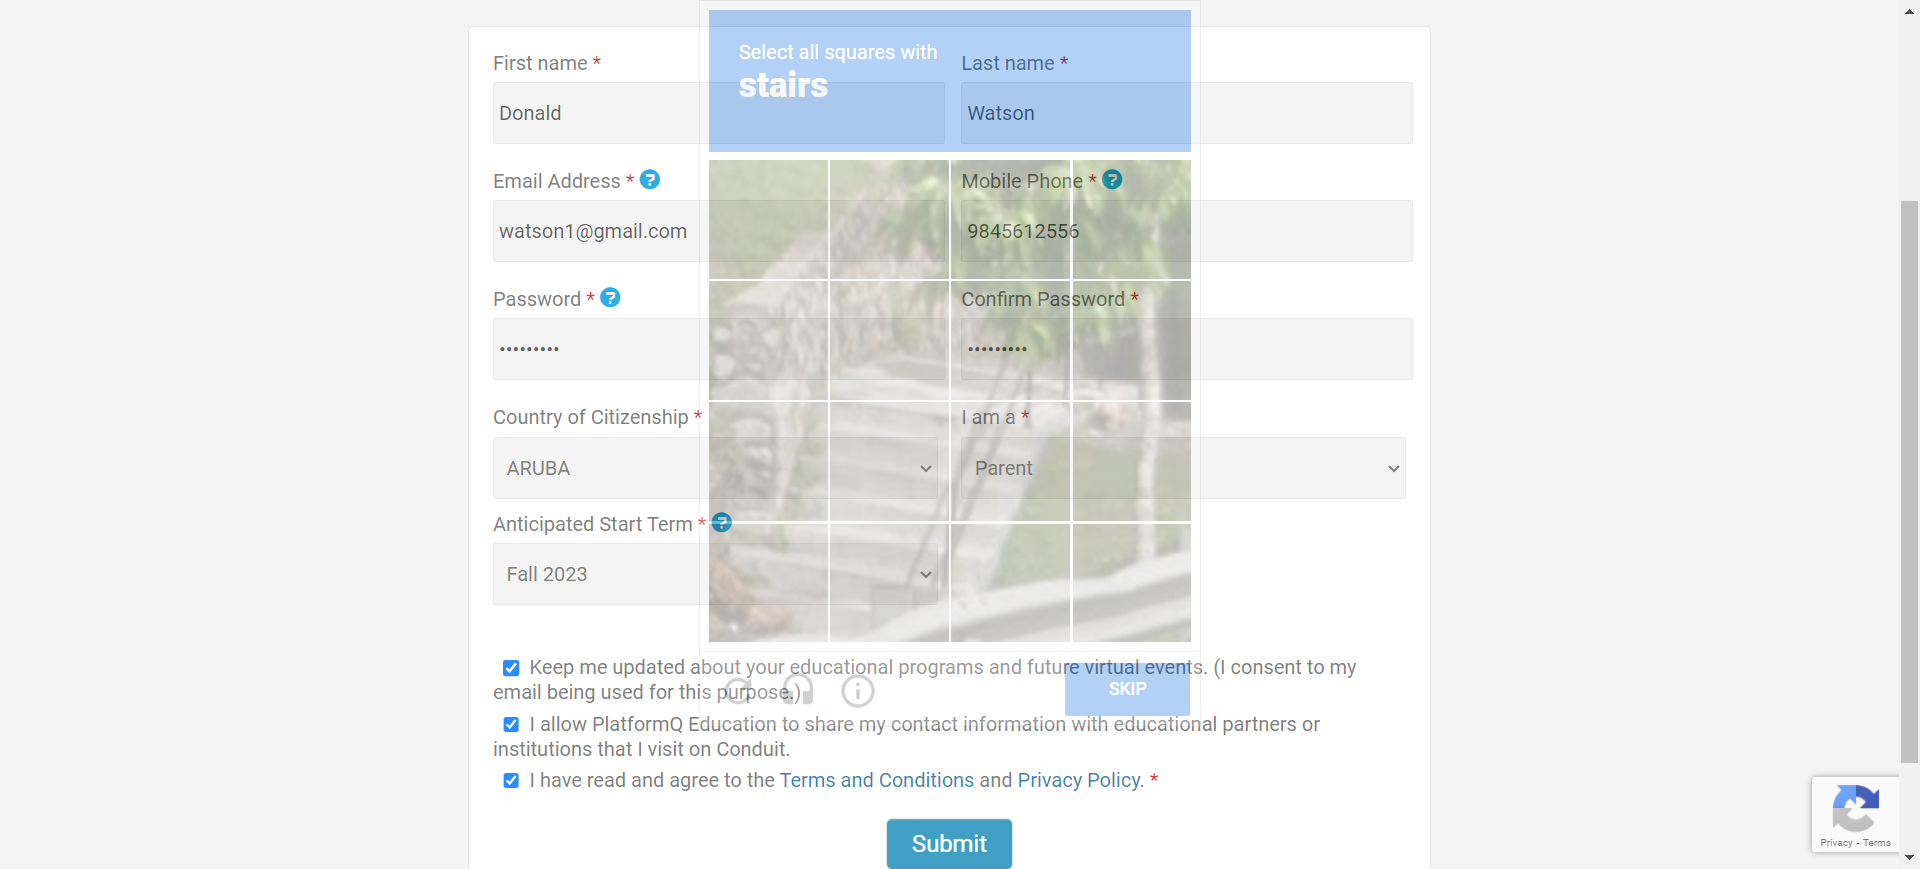 Select all squares with
stairs
First name *
Last name *
Donald
Watson
Email Address * ?
Mobile Phone * ?
watson1@gmail.com
9845612556
Password * ?
Confirm Password *
•••••••••
•••••••••
Country of Citizenship *
I am a *
ARUBA
Parent
Anticipated Start Term * ?
Fall 2023
Keep me updated about your educational programs and future virtual events. (I consent to my
email being used for this purpose.)
SKIP
I allow PlatformQ Education to share my contact information with educational partners or
institutions that I visit on Conduit.
I have read and agree to the Terms and Conditions and Privacy Policy. *
Submit
Privacy - Terms